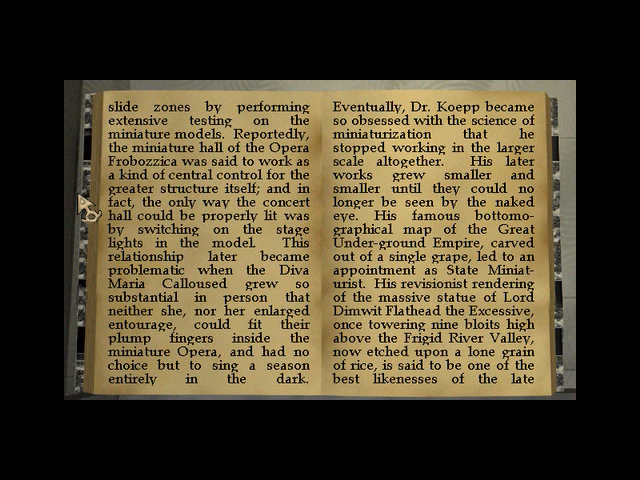 slide zones by performing
extensive testing on the
miniature models. Reportedly,
the miniature hall of the Opera
Frobozzica was said to work as
a kind of central control for the
greater structure itself; and in
fact, the only way the concert
hall could be properly lit was
by switching on the stage
lights in the model. This
relationship later became
problematic when the Diva
Maria Calloused grew so
substantial in person that
neither she, nor her enlarged
entourage, could fit their
plump fingers inside the
miniature Opera, and had no
choice but to sing a season
entirely in the dark.
Eventually, Dr. Koepp became
so obsessed with the science of
miniaturization that he
stopped working in the larger
scale altogether. His later
works grew smaller and
smaller until they could no
longer be seen by the naked
eye. His famous bottomo-
graphical map of the Great
Under-ground Empire, carved
out of a single grape, led to an
appointment as State Miniat-
urist. His revisionist rendering
of the massive statue of Lord
Dimwit Flathead the Excessive,
once towering nine bloits high
above the Frigid River Valley,
now etched upon a lone grain
of rice, is said to be one of the
best likenesses of the late